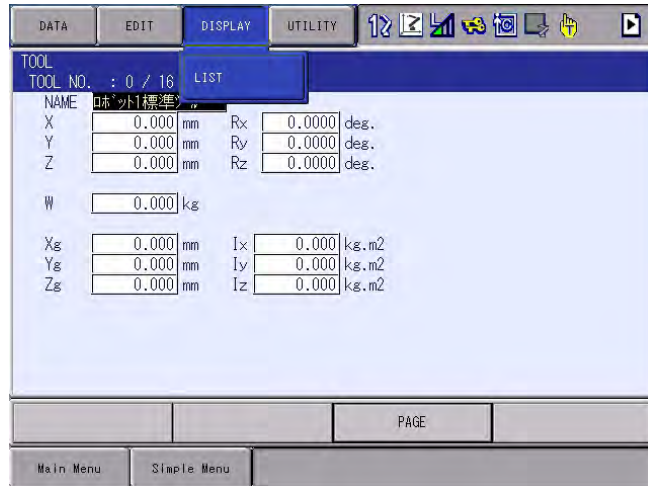 DATA EDIT DISPLAY UTILITY
TOOL
TOOL NO. : 0 / 16 LIST
NAME ロボット1標準
X 0.000 mm Rx 0.0000 deg.
Y 0.000 mm Ry 0.0000 deg.
Z 0.000 mm Rz 0.0000 deg.
W 0.000 kg
Xg 0.000 mm Ix 0.000 kg.m2
Yg 0.000 mm Iy 0.000 kg.m2
Zg 0.000 mm Iz 0.000 kg.m2
PAGE
Main Menu Simple Menu